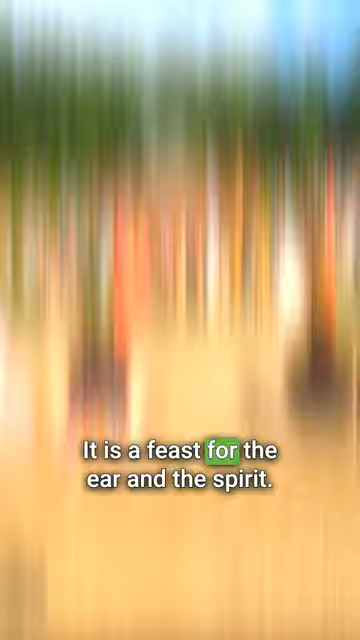 It is a feast for the
ear and the spirit.